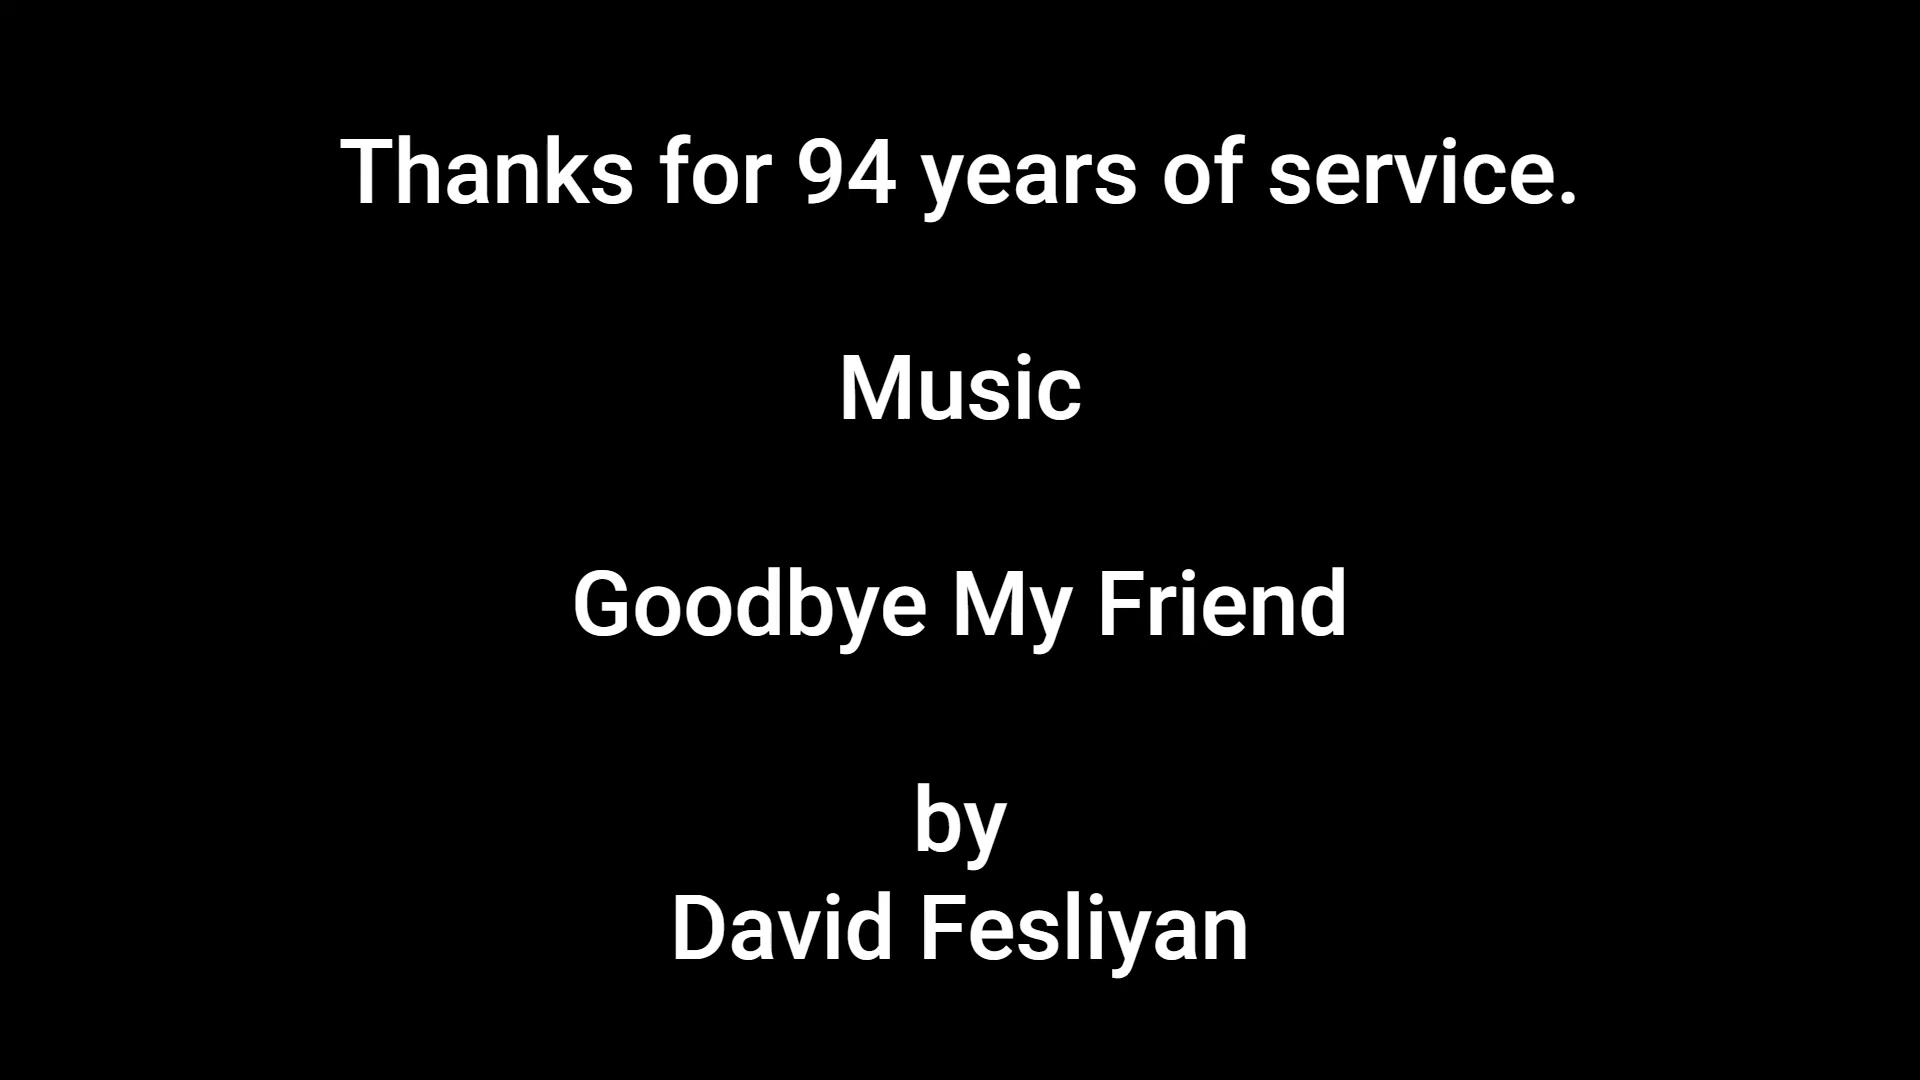 Thanks for 94 years of service.
Music
Goodbye My Friend
by
David Fesliyan